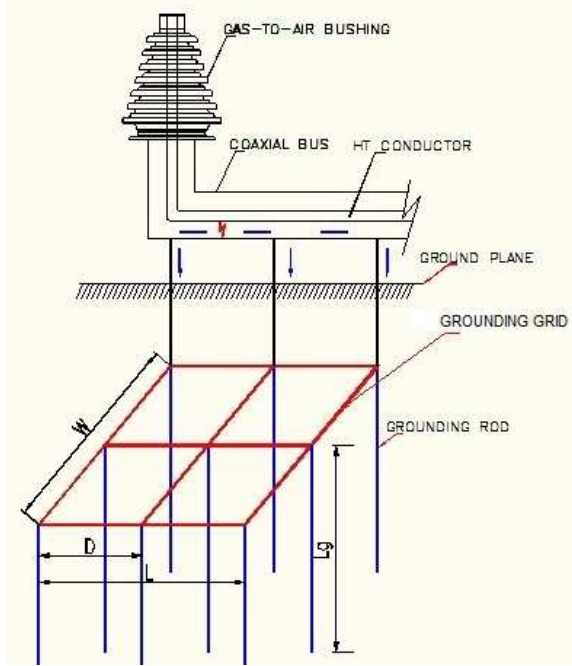 GAS-TO-AIR BUSHING
COAXIAL BUS
HT CONDUCTOR
GROUND PLANE
GROUNDING GRID
GROUNDING ROD
W
D
L
Lg